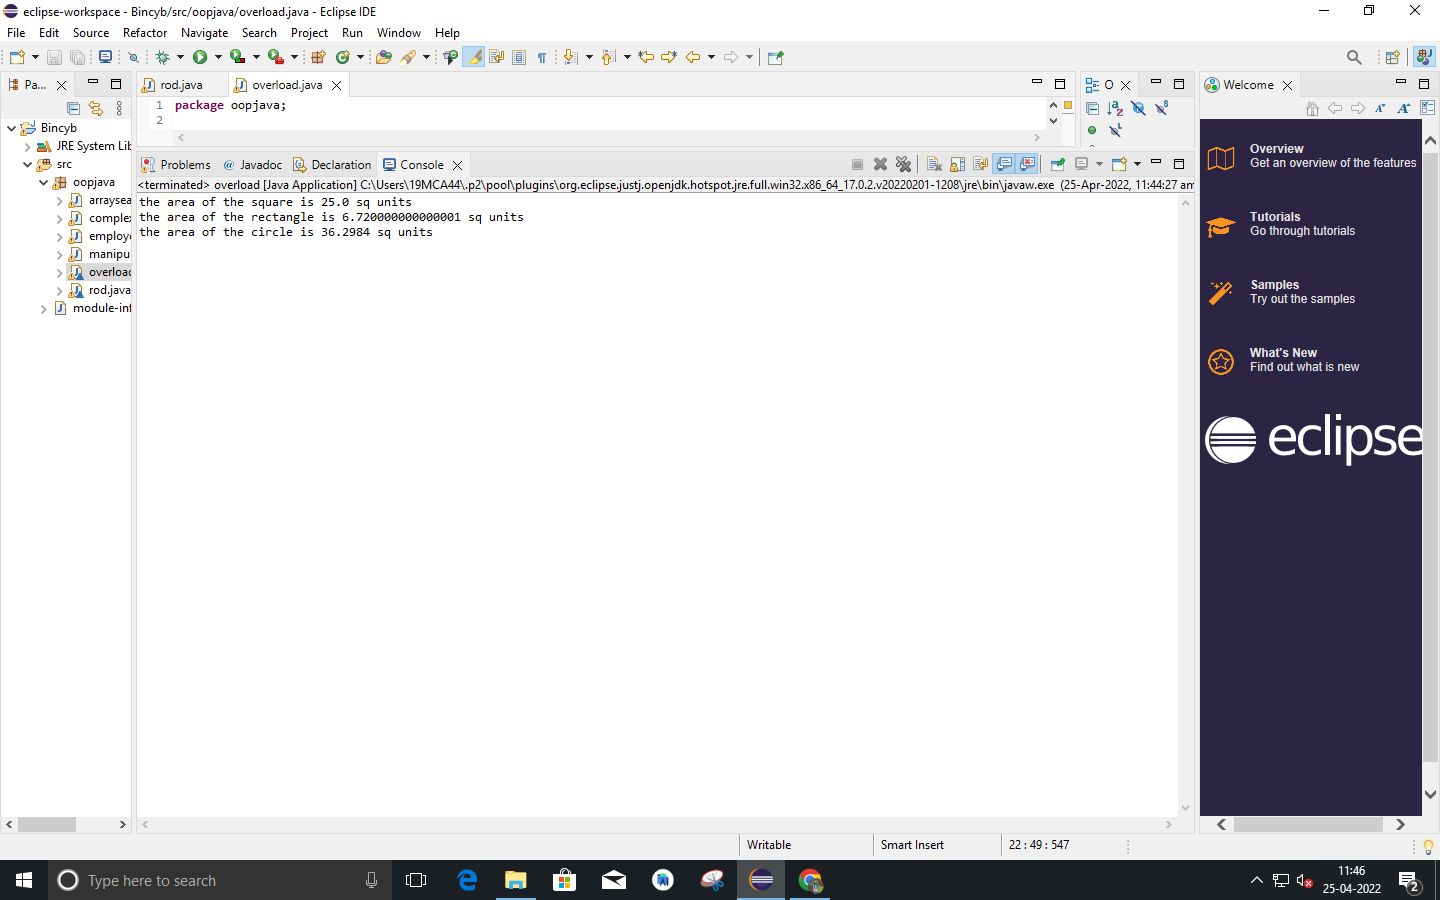 eclipse-workspace - Bincyb/src/oopjava/overload.java - Eclipse IDE
File Edit Source Refactor Navigate Search Project Run Window Help
Pa...
rod.java
overload.java
O
Welcome
1 package oopjava;
2
Bincyb
JRE System Lib
src
oopjava
arraysea
complex
employe
manipu
overload
rod.java
module-inf
Problems @ Javadoc Declaration Console
<terminated> overload [Java Application] C:\Users\19MCA44\.p2\pool\plugins\org.eclipse.justj.openjdk.hotspot.jre.full.win32.x86_64_17.0.2.v20220201-1208\jre\bin\javaw.exe (25-Apr-2022, 11:44:27 am
the area of the square is 25.0 sq units
the area of the rectangle is 6.720000000000001 sq units
the area of the circle is 36.2984 sq units
Overview
Get an overview of the features
Tutorials
Go through tutorials
Samples
Try out the samples
What's New
Find out what is new
eclipse
Writable
Smart Insert
22 : 49 : 547
Type here to search
11:46
25-04-2022
2